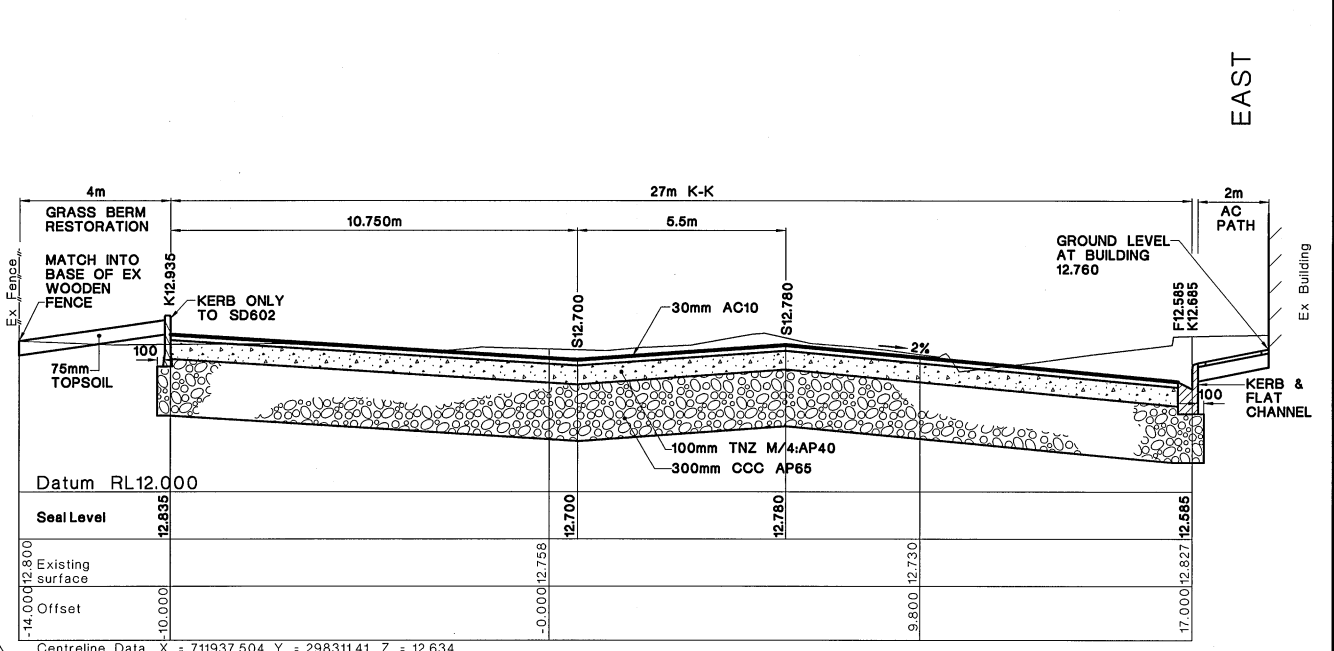 EAST
4m
27m K-K
2m
GRASS BERM
RESTORATION
10.750m
5.5m
AC
PATH
Ex Fence
MATCH INTO
BASE OF EX
WOODEN
FENCE
K12.935
KERB ONLY
TO SD602
S12.700
30mm AC10
S12.780
2%
GROUND LEVEL
AT BUILDING
12.760
F12.585
K12.685
Ex Building
100
75mm
TOPSOIL
100
KERB &
FLAT
CHANNEL
100mm TNZ M/4:AP40
300mm CCC AP65
Datum RL12.000
Seal Level
12.835
12.700
12.780
12.585
Existing
surface
12.800
12.758
12.730
12.827
Offset
-14.000
-10.000
-0.000
9.800
17.000
Centreline Data X = 711937.504 Y = 298311.41 Z = 12.634